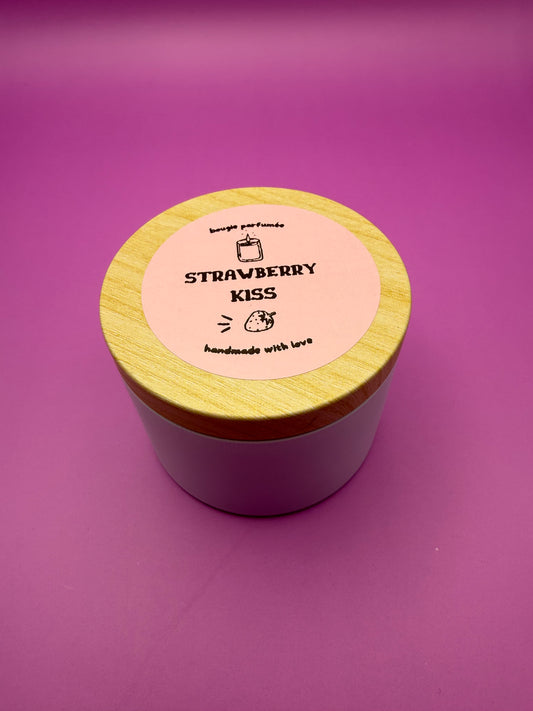 bougie parfumée
STRAWBERRY
KISS
handmade with love